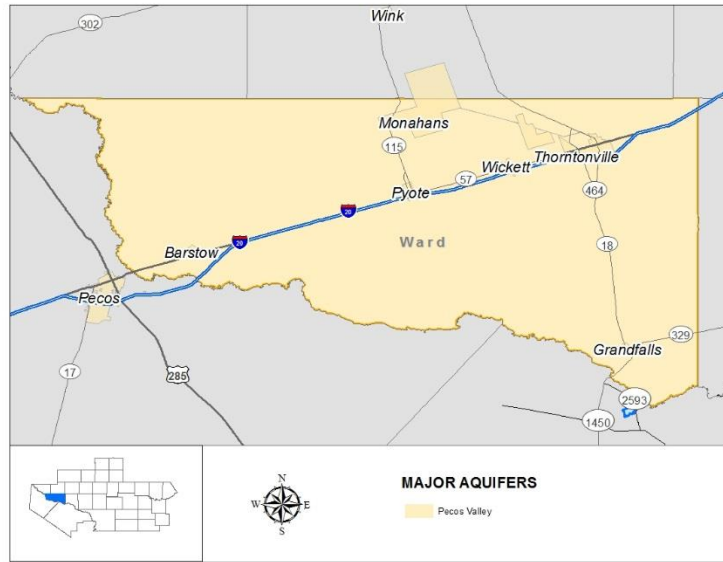 Wink
302
Monahans
115
Thorntonville
Wickett
57
464
Pyote
20
20
Ward
18
Barstow
Pecos
Grandfalls
329
17
285
2593
1450
N
W E
S
MAJOR AQUIFERS
Pecos Valley